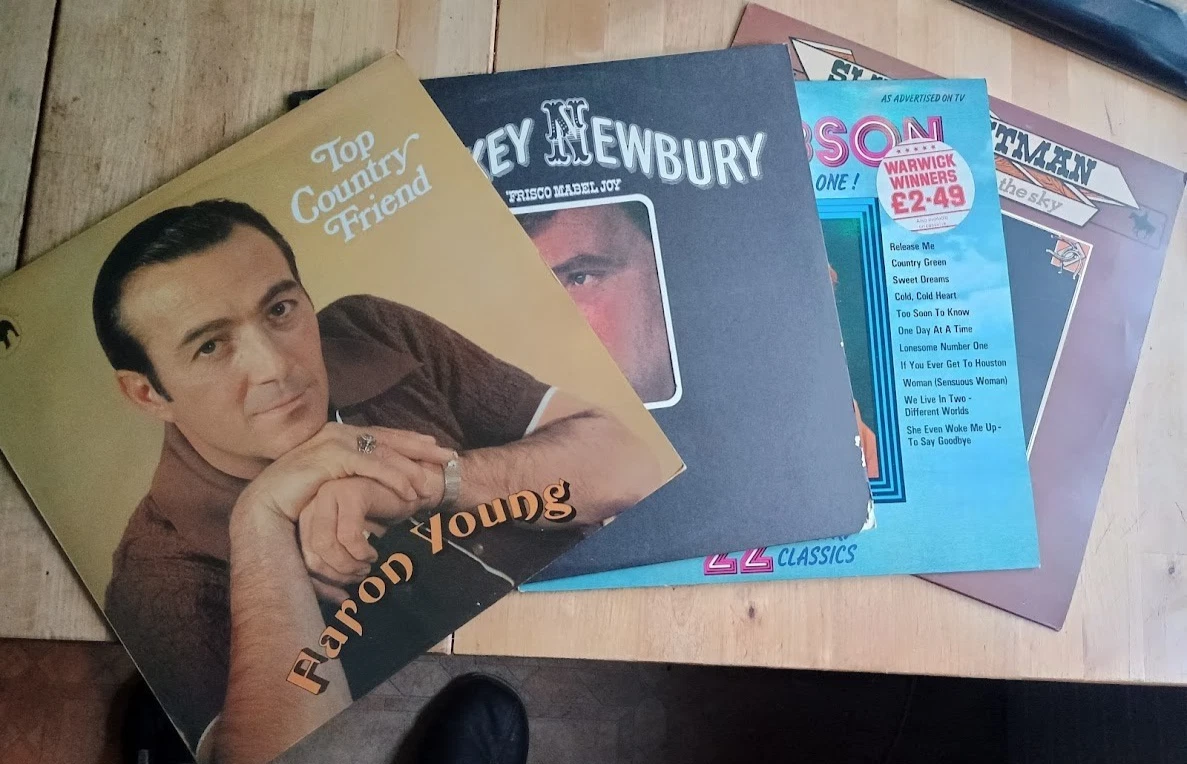 Top
Country
Friend
Faron Young
KEY NEWBURY
'FRISCO MABEL JOY
AS ADVERTISED ON TV
BSON
ONE!
WARWICK
WINNERS
£2·49
Release Me
Country Green
Sweet Dreams
Cold, Cold Heart
Too Soon To Know
One Day At A Time
Lonesome Number One
If You Ever Get To Houston
Woman (Sensuous Woman)
We Live In Two -
Different Worlds
She Even Woke Me Up -
To Say Goodbye
22
CLASSICS
SL
TMAN
the sky